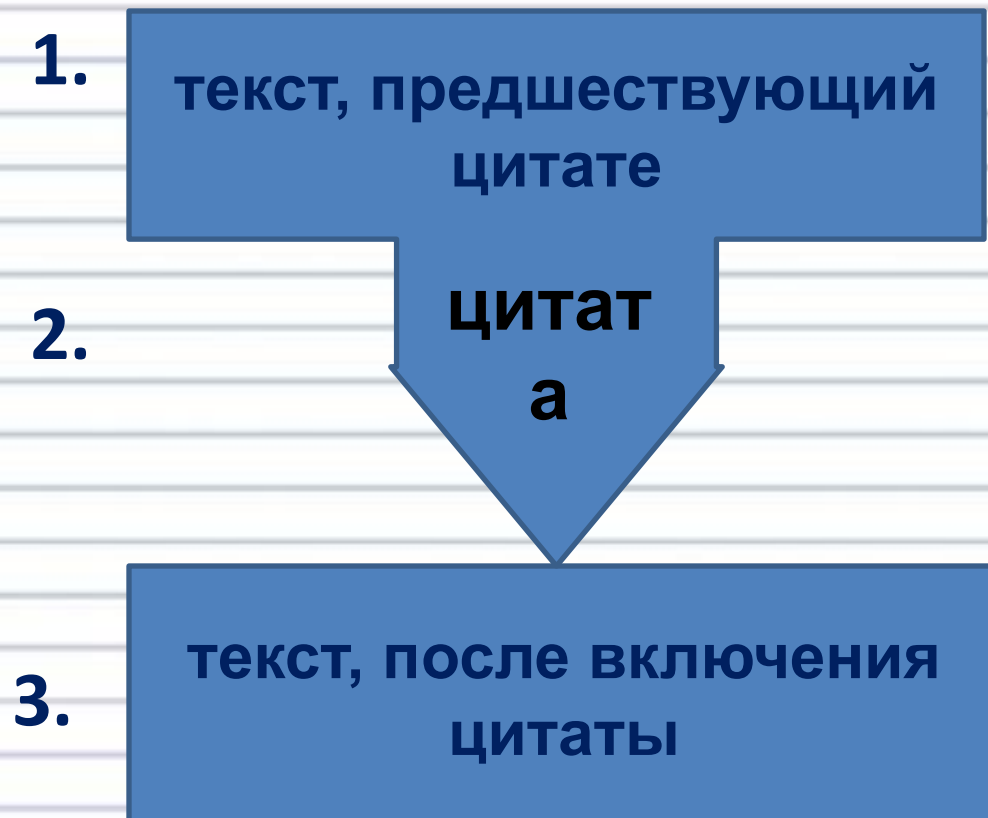 1.
текст, предшествующий
цитате
2.
цитат
а
3.
текст, после включения
цитаты